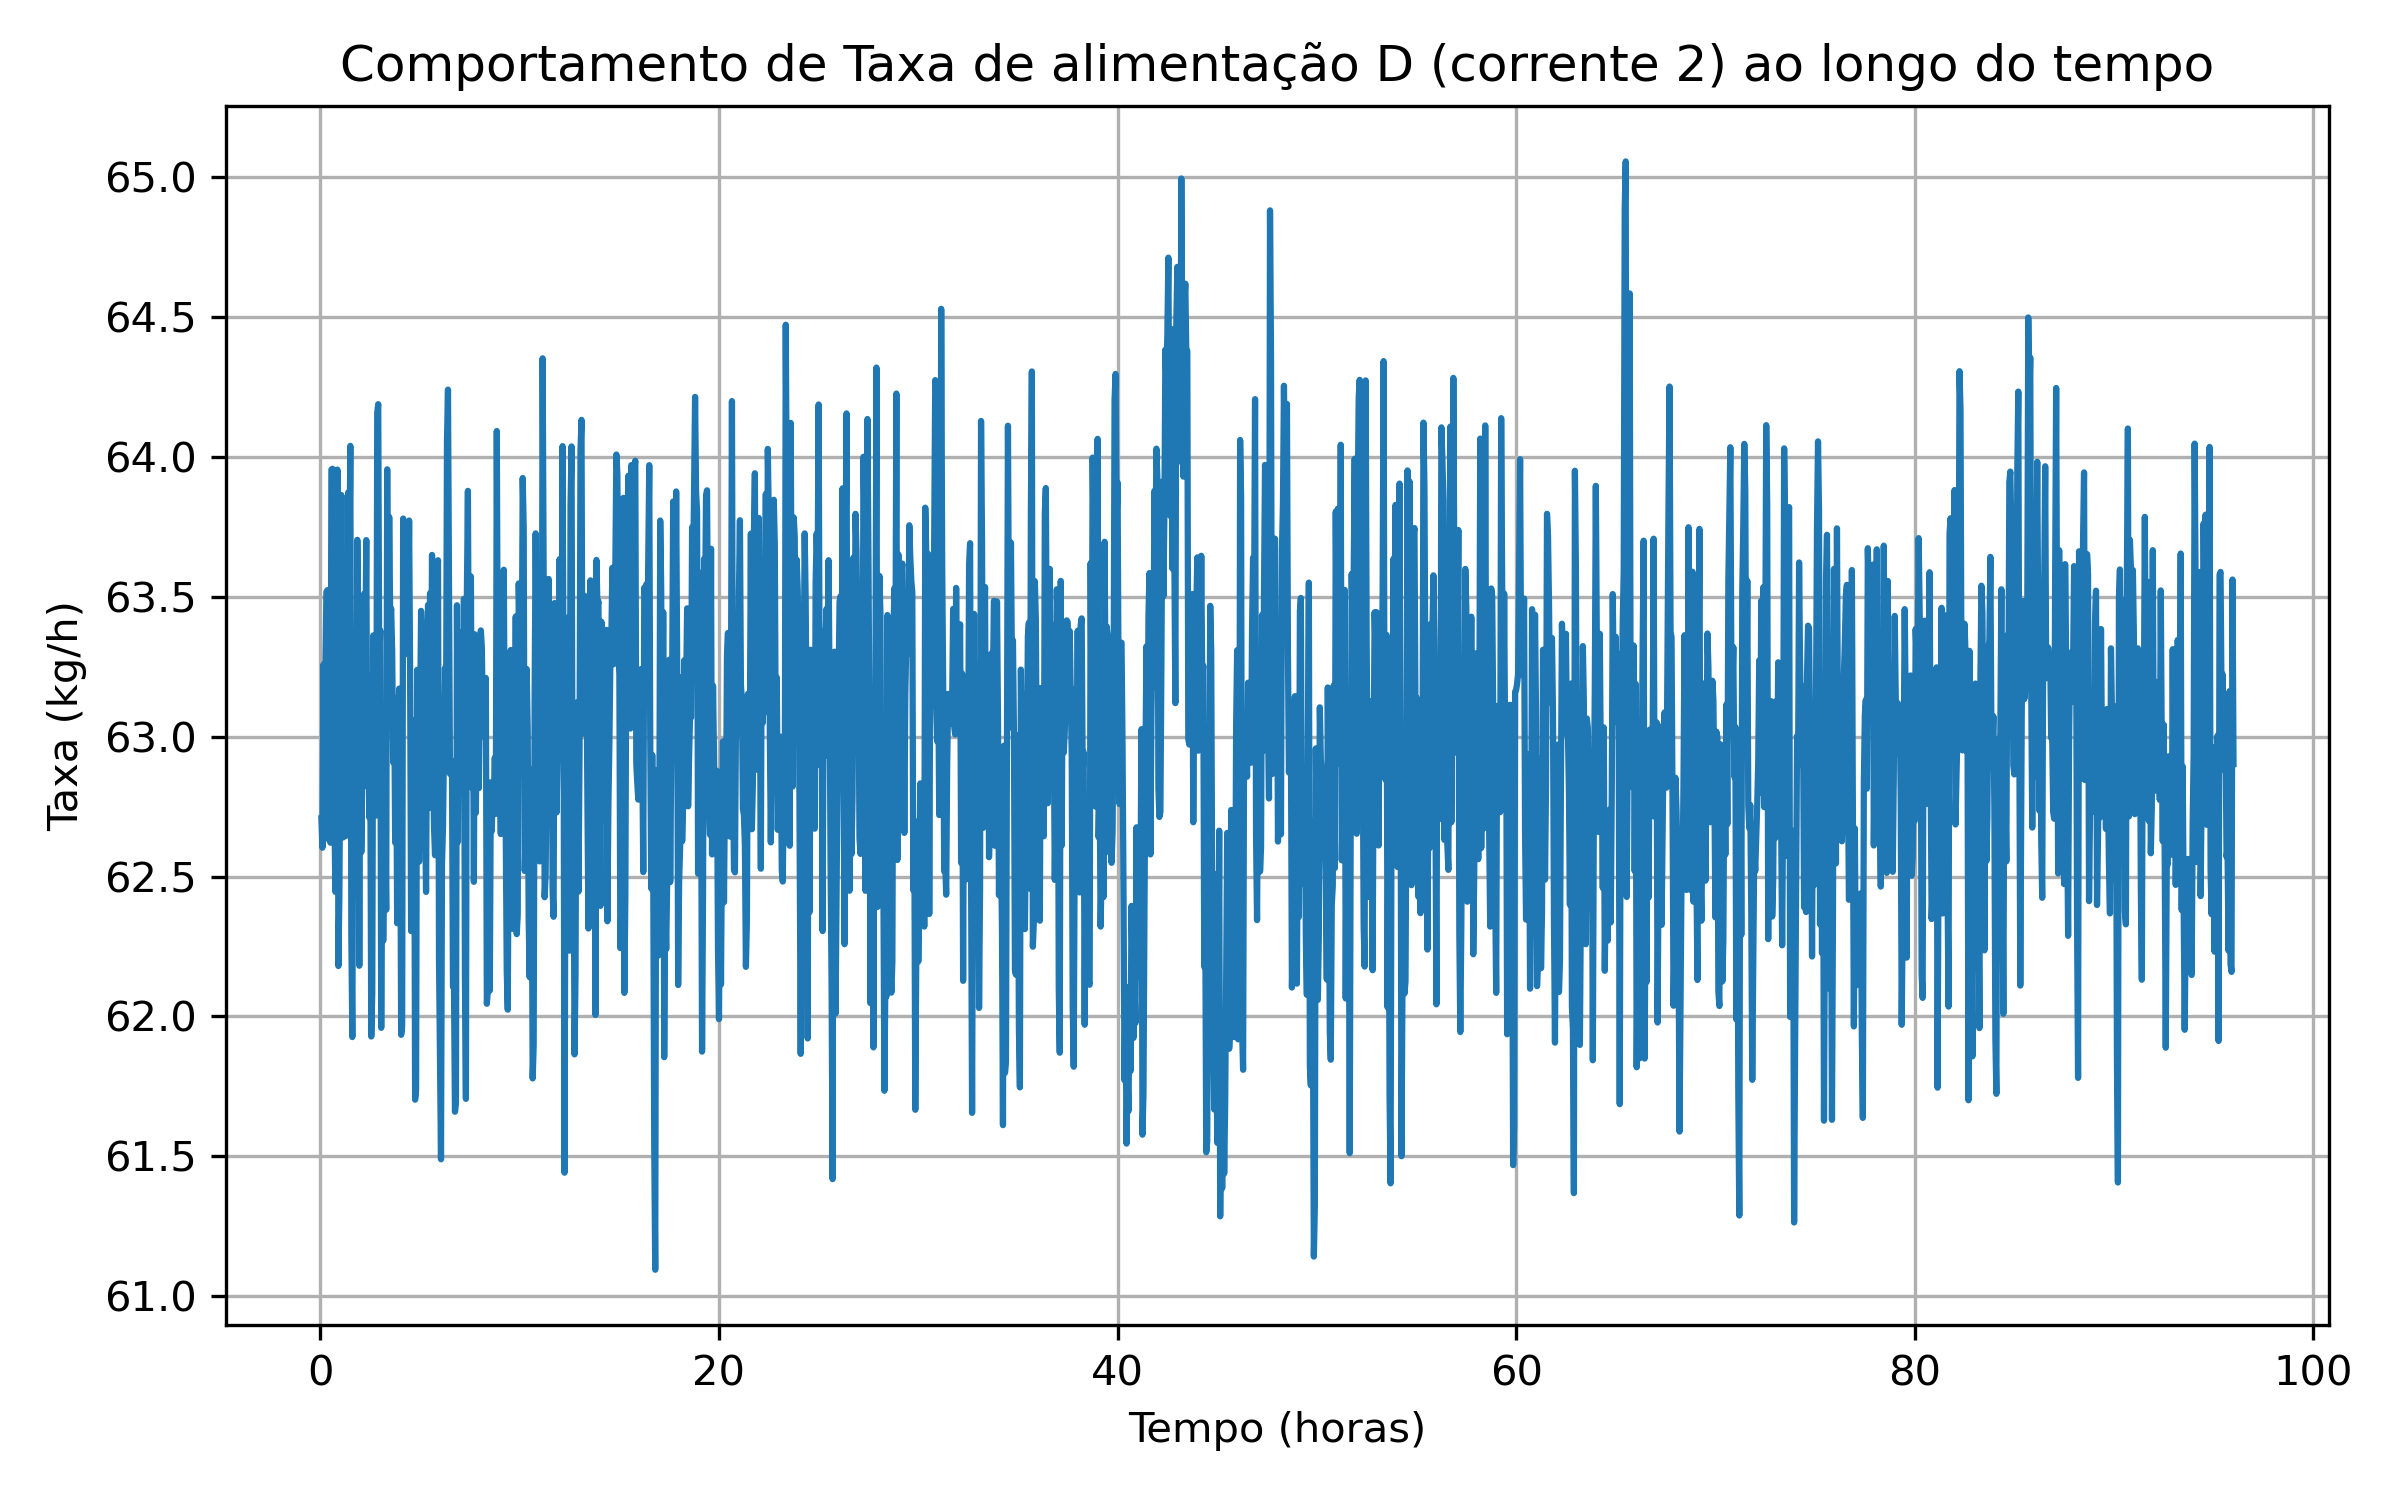 Comportamento de Taxa de alimentação D (corrente 2) ao longo do tempo
65.0
64.5
64.0
63.5
63.0
62.5
62.0
61.5
61.0
Taxa (kg/h)
0 20 40 60 80 100
Tempo (horas)